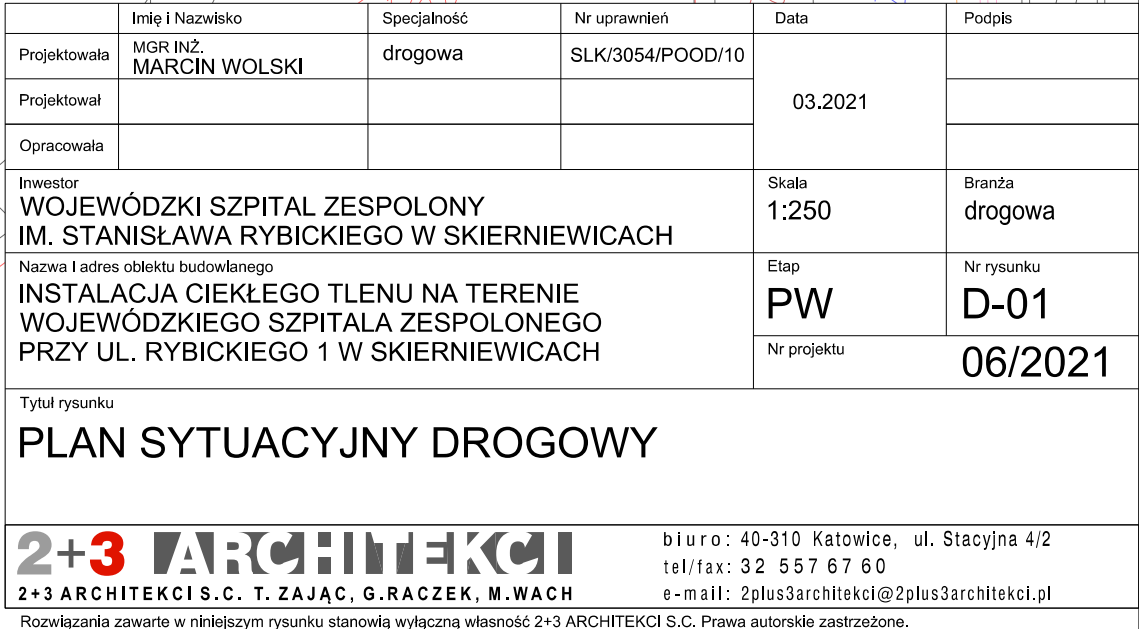 Imię i Nazwisko Specjalność Nr uprawnień Data Podpis
Projektowała MGR INŻ. MARCIN WOLSKI drogowa SLK/3054/POOD/10
Projektował 03.2021
Opracowała
Inwestor
WOJEWÓDZKI SZPITAL ZESPOLONY
IM. STANISŁAWA RYBICKIEGO W SKIERNIEWICACH
Skala
1:250
Branża
drogowa
Nazwa I adres obiektu budowlanego
INSTALACJA CIEKŁEGO TLENU NA TERENIE
WOJEWÓDZKIEGO SZPITALA ZESPOLONEGO
PRZY UL. RYBICKIEGO 1 W SKIERNIEWICACH
Etap
PW
Nr rysunku
D-01
Nr projektu
06/2021
Tytuł rysunku
PLAN SYTUACYJNY DROGOWY
2+3 ARCHITEKCI
2+3 ARCHITEKCI S.C. T. ZAJĄC, G.RACZEK, M.WACH
biuro: 40-310 Katowice, ul. Stacyjna 4/2
tel/fax: 32 557 67 60
e-mail: 2plus3architekci@2plus3architekci.pl
Rozwiązania zawarte w niniejszym rysunku stanowią wyłączną własność 2+3 ARCHITEKCI S.C. Prawa autorskie zastrzeżone.